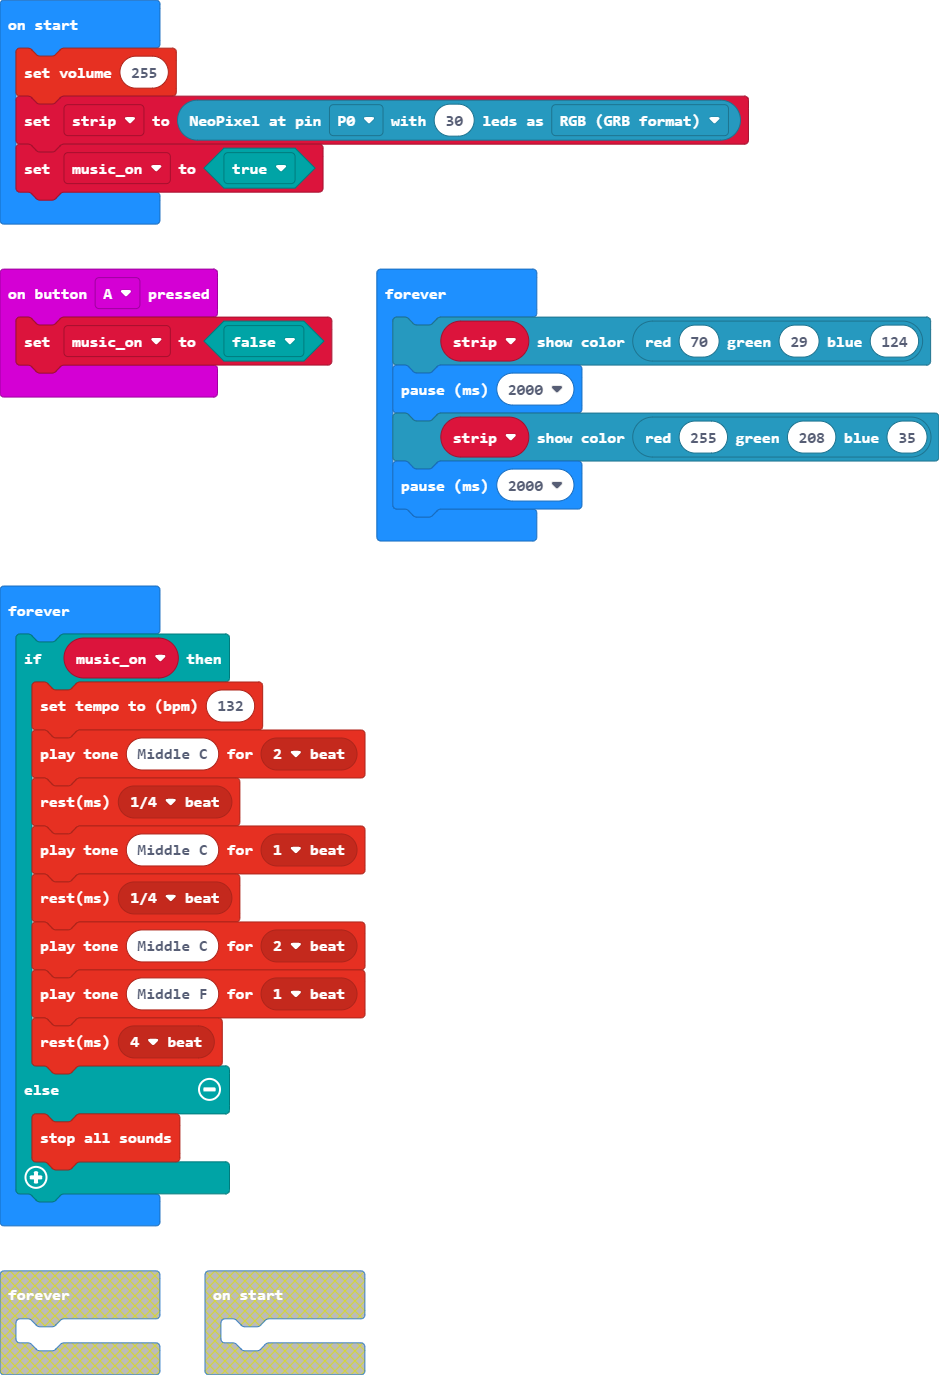 on start
set volume 255
set strip to NeoPixel at pin P0 with 30 leds as RGB (GRB format)
set music_on to true
on button A pressed
set music_on to false
forever
strip show color red 70 green 29 blue 124
pause (ms) 2000
strip show color red 255 green 208 blue 35
pause (ms) 2000
forever
if music_on then
set tempo to (bpm) 132
play tone Middle C for 2 beat
rest(ms) 1/4 beat
play tone Middle C for 1 beat
rest(ms) 1/4 beat
play tone Middle C for 2 beat
play tone Middle F for 1 beat
rest(ms) 4 beat
else
stop all sounds
forever
on start